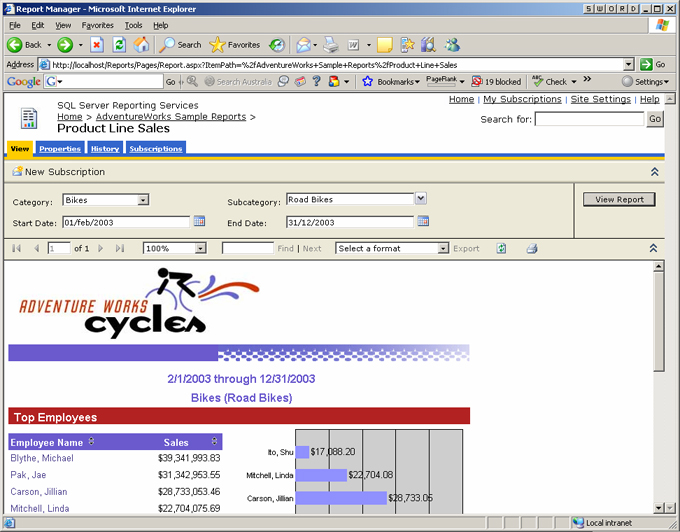 Report Manager - Microsoft Internet Explorer
S W O R D
File Edit View Favorites Tools Help
Back Search Favorites
Address http://localhost/Reports/Pages/Report.aspx?ItemPath=%2fAdventureWorks+Sample+Reports%2fProduct+Line+Sales Go
Google G Go Search Australia Bookmarks PageRank 19 blocked Check Settings
SQL Server Reporting Services
Home | My Subscriptions | Site Settings | Help
Home > AdventureWorks Sample Reports >
Product Line Sales
Search for: Go
View Properties History Subscriptions
New Subscription
Category: Bikes Subcategory: Road Bikes View Report
Start Date: 01/feb/2003 End Date: 31/12/2003
1 of 1 100% Find | Next Select a format Export
ADVENTURE WORKS
cycles
2/1/2003 through 12/31/2003
Bikes (Road Bikes)
Top Employees
Employee Name Sales
Blythe, Michael $39,341,993.83
Pak, Jae $31,342,953.55
Carson, Jillian $28,733,053.46
Mitchell, Linda $22,704,075.69
Ito, Shu $17,088.20
Mitchell, Linda $22,704.08
Carson, Jillian $28,733.05
Local intranet